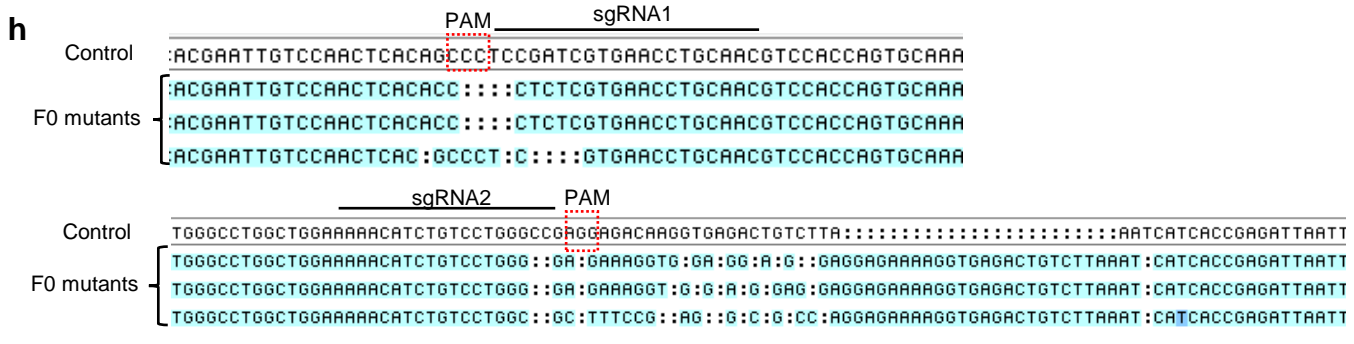 h
PAM sgRNA1
Control :ACGAATTGTCCAACTCACAGCCCTCCGATCGTGAACCTGCAACGTCCACCAGTGCAAA
:ACGAATTGTCCAACTCACACC::::CTCTCGTGAACCTGCAACGTCCACCAGTGCAAA
F0 mutants :ACGAATTGTCCAACTCACACC::::CTCTCGTGAACCTGCAACGTCCACCAGTGCAAA
:ACGAATTGTCCAACTCAC:GCCCT:C::::GTGAACCTGCAACGTCCACCAGTGCAAA
sgRNA2 PAM
Control TGGGCCTGGCTGGAAAAACATCTGTCCTGGGCCGAGGAGACAAGGTGAGACTGTCTTA::::::::::::::::::::::::AATCATCACCGAGATTAATT
TGGGCCTGGCTGGAAAAACATCTGTCCTGGG::GA:GAAAGGTG:GA:GG:A:G::GAGGAGAAAAGGTGAGACTGTCTTAAAT:CATCACCGAGATTAATT
F0 mutants TGGGCCTGGCTGGAAAAACATCTGTCCTGGG::GA:GAAAGGT:G:G:A:G:GAG:GAGGAGAAAAGGTGAGACTGTCTTAAAT:CATCACCGAGATTAATT
TGGGCCTGGCTGGAAAAACATCTGTCCTGGC::GC:TTTCCG::AG::G:C:G:CC:AGGAGAAAAGGTGAGACTGTCTTAAAT:CATCACCGAGATTAATT